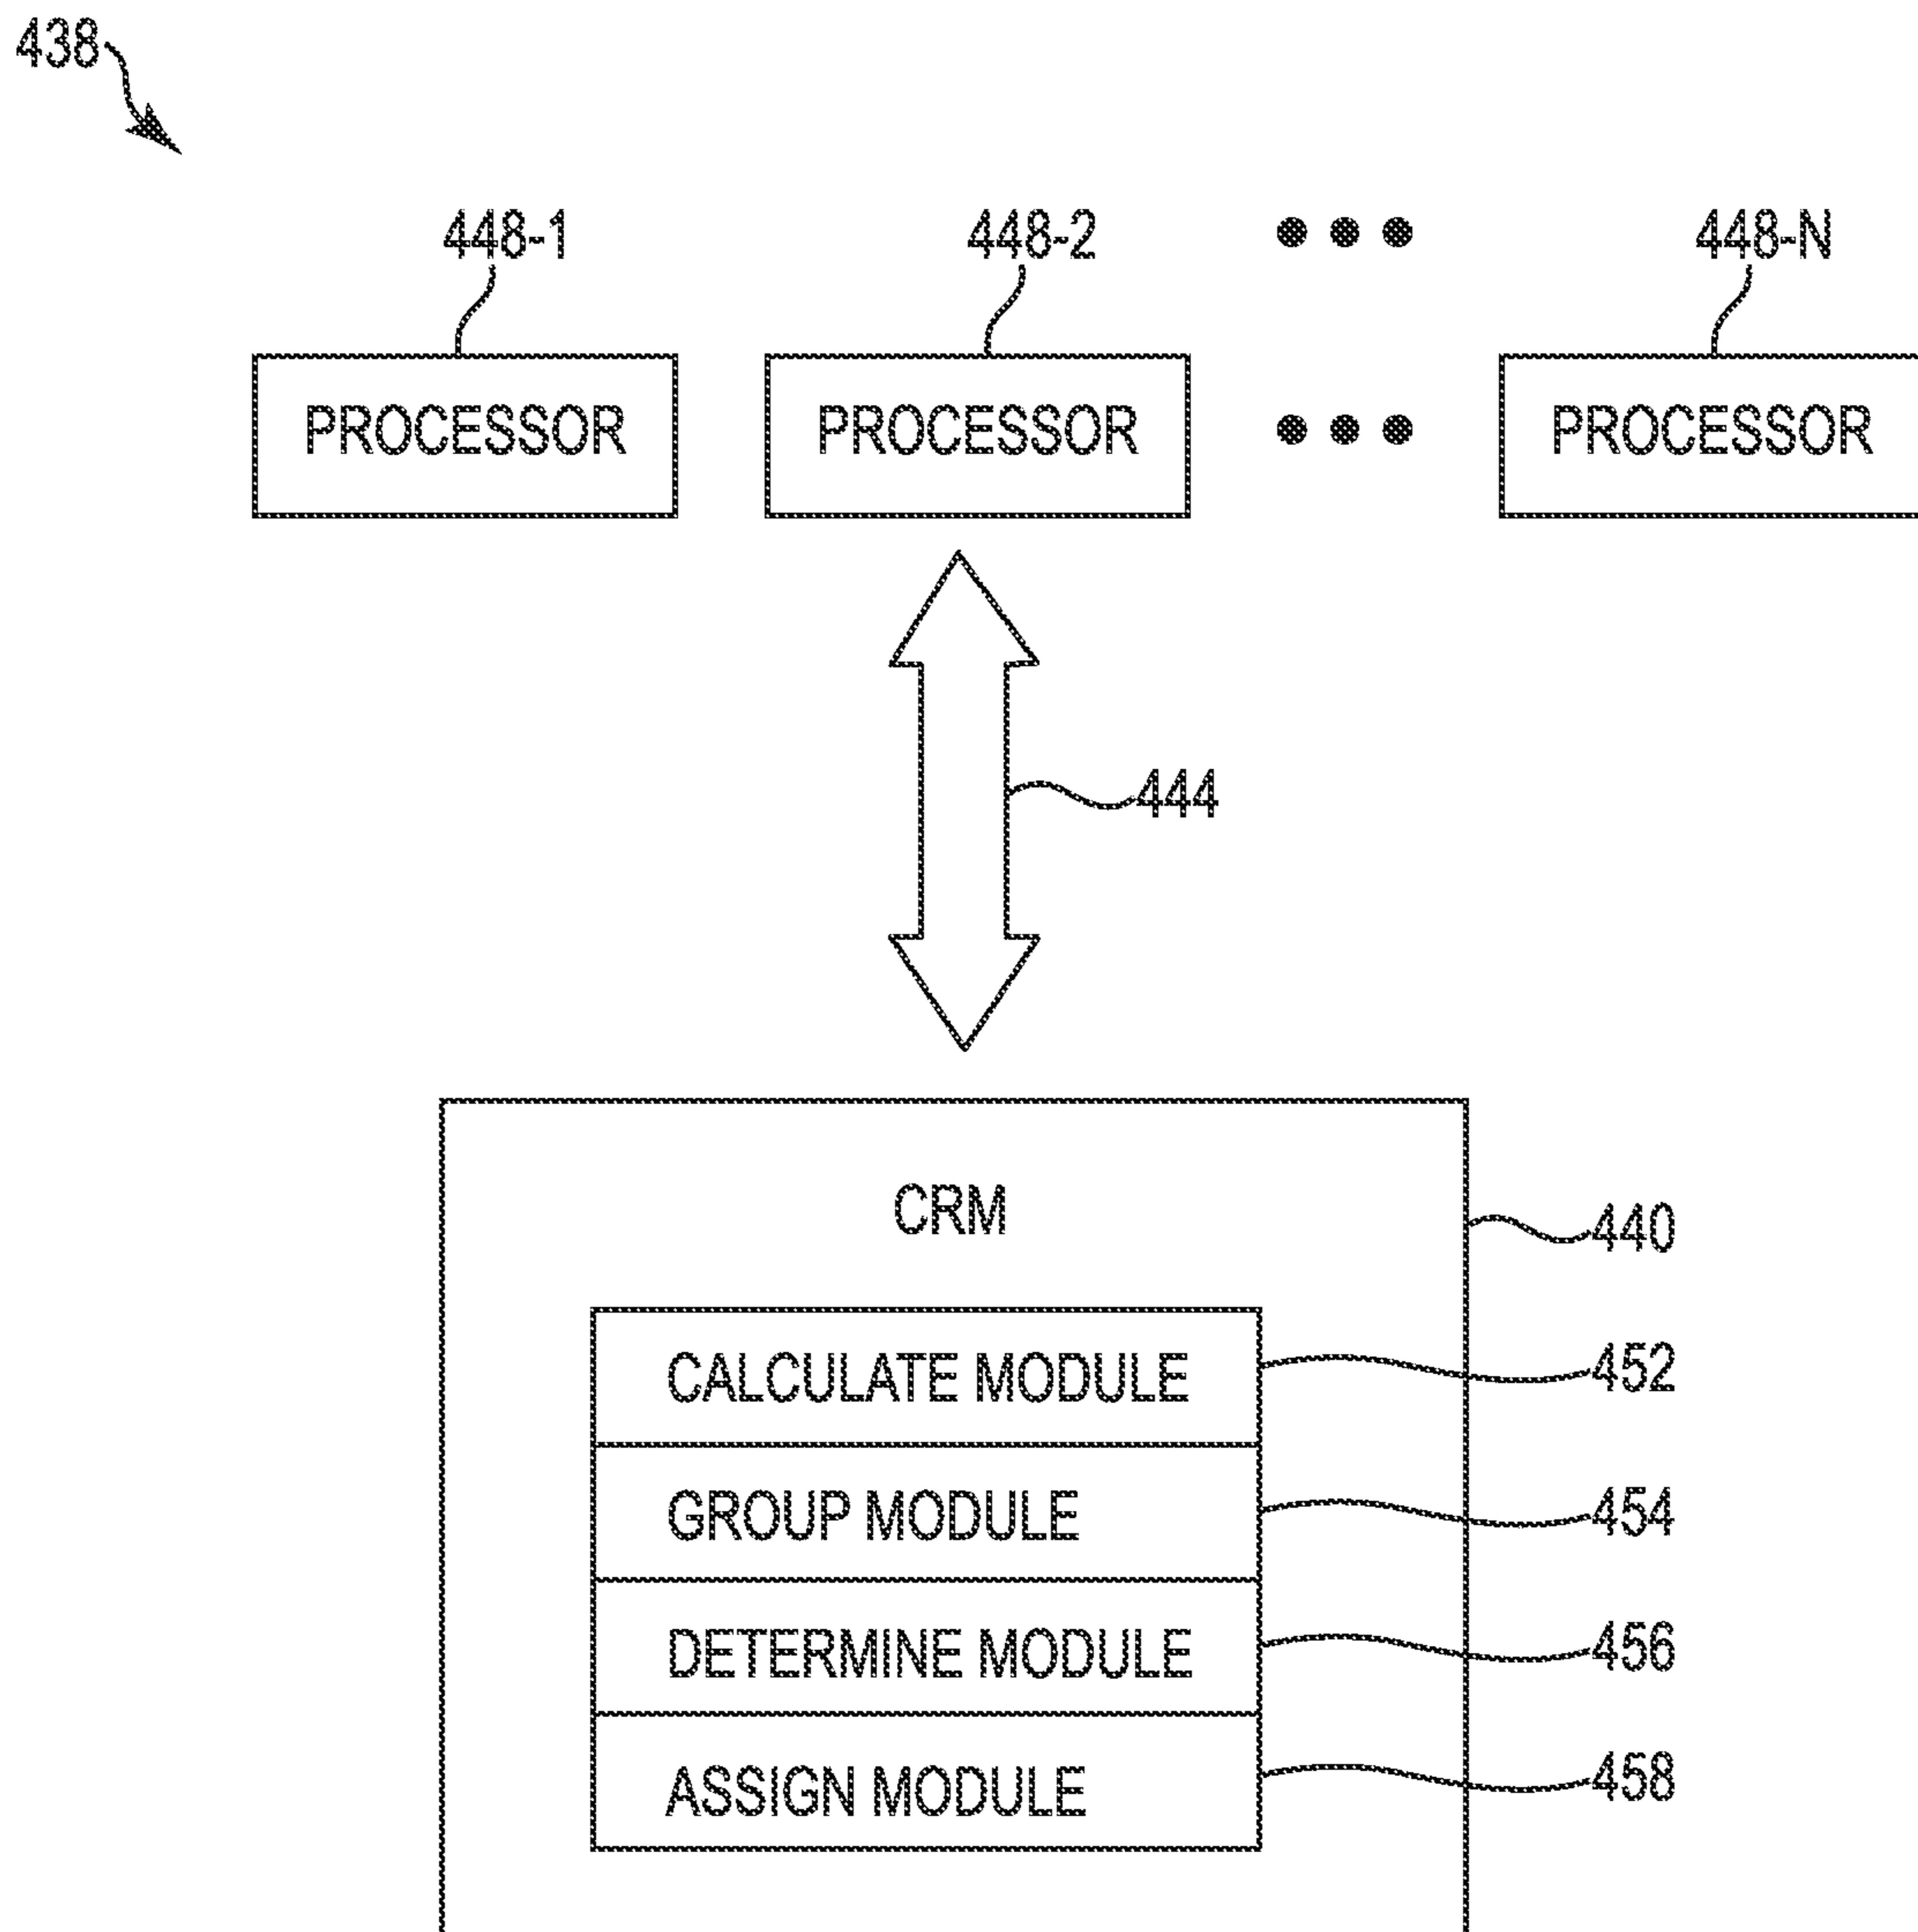 438
448-1 448-2 448-N
PROCESSOR PROCESSOR PROCESSOR
444
CRM
440
CALCULATE MODULE 452
GROUP MODULE 454
DETERMINE MODULE 456
ASSIGN MODULE 458